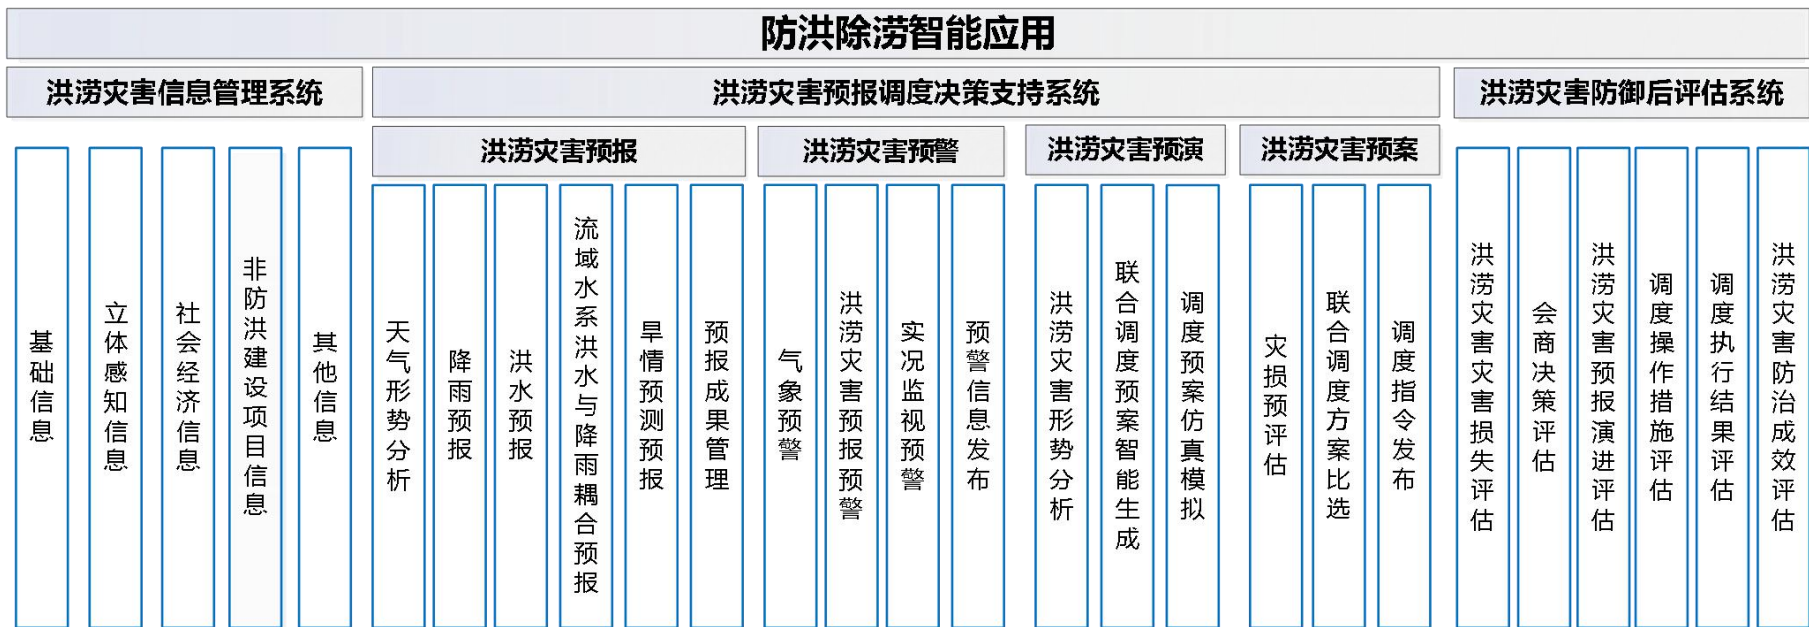 防洪除涝智能应用
洪涝灾害信息管理系统
洪涝灾害预报调度决策支持系统
洪涝灾害防御后评估系统
洪涝灾害预报
洪涝灾害预警
洪涝灾害预演
洪涝灾害预案
基础信息
立体感知信息
社会经济信息
非防洪建设项目信息
其他信息
天气形势分析
降雨预报
洪水预报
流域水系洪水与降雨耦合预报
旱情预测预报
预报成果管理
气象预警
洪涝灾害预报预警
实况监视预警
预警信息发布
洪涝灾害形势分析
联合调度预案智能生成
调度预案仿真模拟
灾损预评估
联合调度方案比选
调度指令发布
洪涝灾害灾害损失评估
会商决策评估
洪涝灾害预报演进评估
调度操作措施评估
调度执行结果评估
洪涝灾害防治成效评估